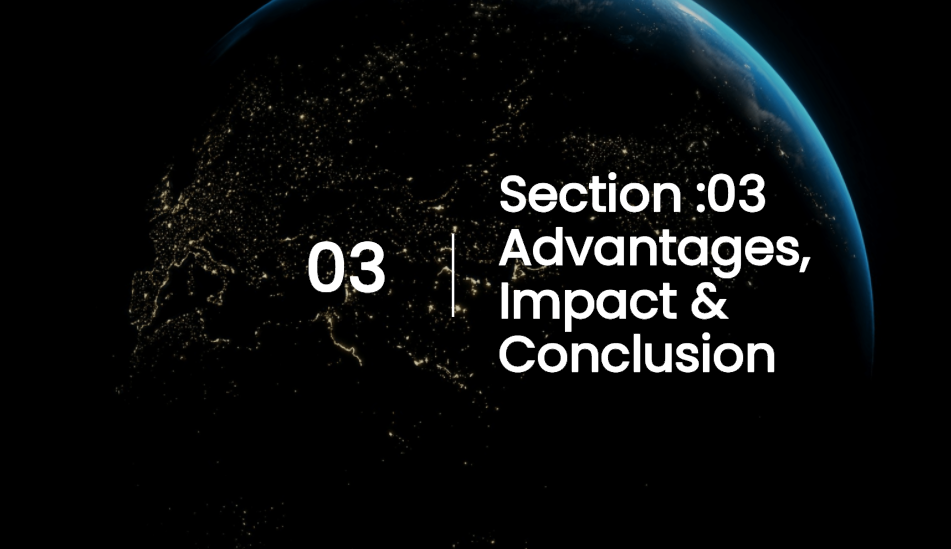 03
Section :03
Advantages,
Impact &
Conclusion